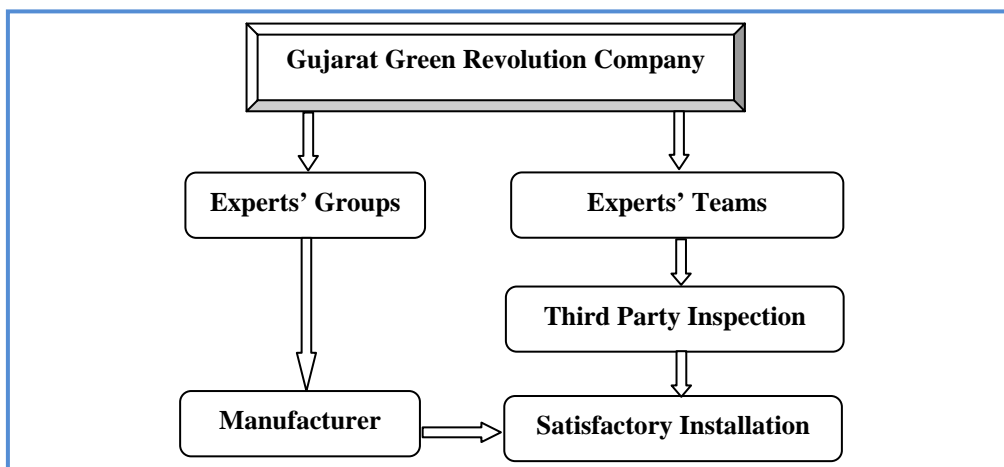 Gujarat Green Revolution Company
Experts’ Groups
Experts’ Teams
Third Party Inspection
Manufacturer
Satisfactory Installation